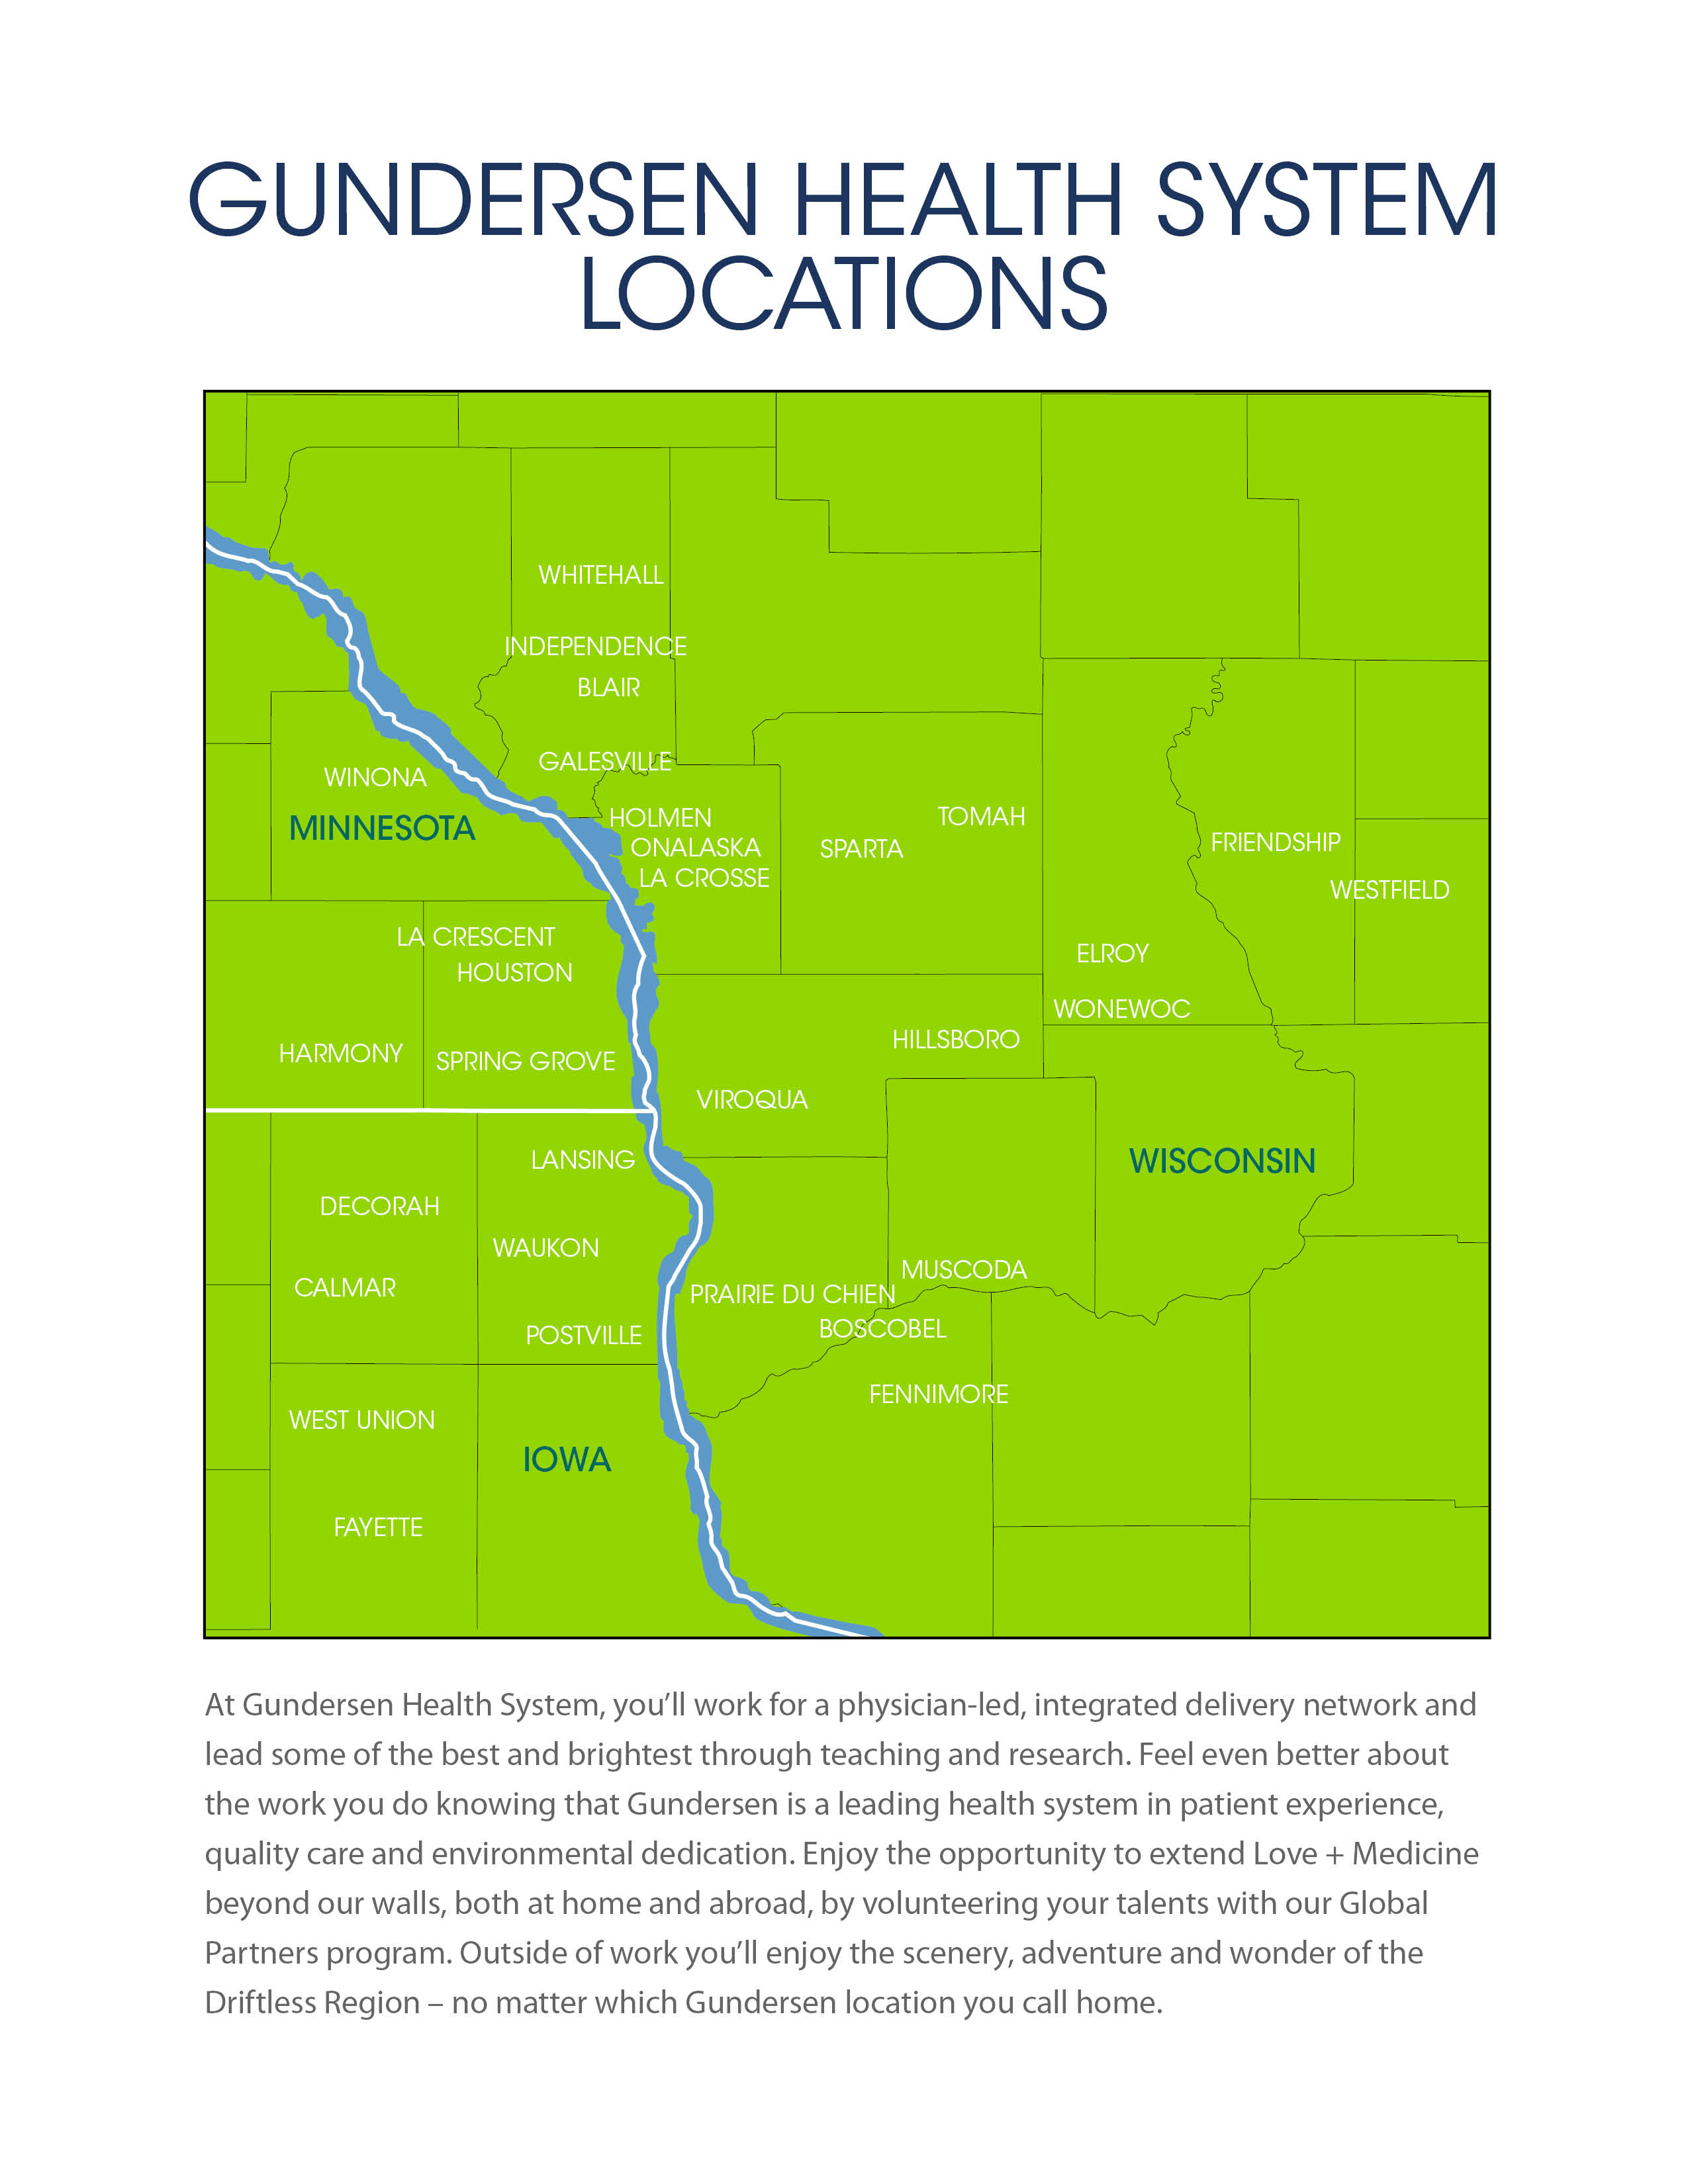 GUNDERSEN HEALTH SYSTEM
LOCATIONS
WHITEHALL
INDEPENDENCE
BLAIR
GALESVILLE
WINONA
MINNESOTA
HOLMEN
ONALASKA
LA CROSSE
TOMAH
SPARTA
FRIENDSHIP
WESTFIELD
LA CRESCENT
HOUSTON
ELROY
WONEWOC
HARMONY
SPRING GROVE
HILLSBORO
VIROQUA
LANSING
WISCONSIN
DECORAH
WAUKON
CALMAR
MUSCODA
PRAIRIE DU CHIEN
POSTVILLE
BOSCOBEL
FENNIMORE
WEST UNION
IOWA
FAYETTE
At Gundersen Health System, you’ll work for a physician-led, integrated delivery network and
lead some of the best and brightest through teaching and research. Feel even better about
the work you do knowing that Gundersen is a leading health system in patient experience,
quality care and environmental dedication. Enjoy the opportunity to extend Love + Medicine
beyond our walls, both at home and abroad, by volunteering your talents with our Global
Partners program. Outside of work you’ll enjoy the scenery, adventure and wonder of the
Driftless Region – no matter which Gundersen location you call home.